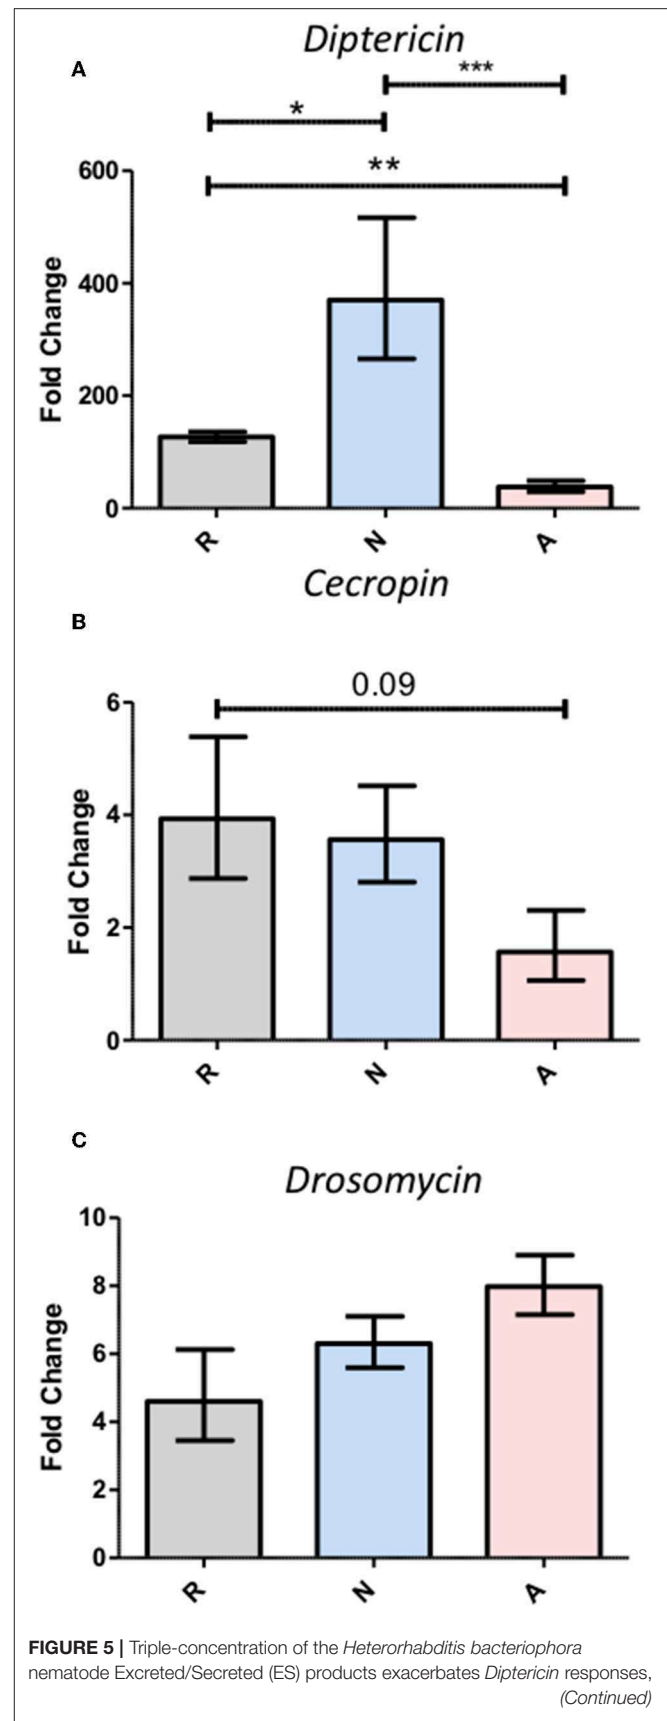 Diptericin
A
***
*
**
600
400
200
0
Fold Change
R
N
A
Cecropin
B
0.09
6
4
2
0
Fold Change
R
N
A
C
Drosomycin
10
8
6
4
2
0
Fold Change
R
N
A
FIGURE 5 | Triple-concentration of the Heterorhabditis bacteriophora
nematode Excreted/Secreted (ES) products exacerbates Diptericin responses,
(Continued)